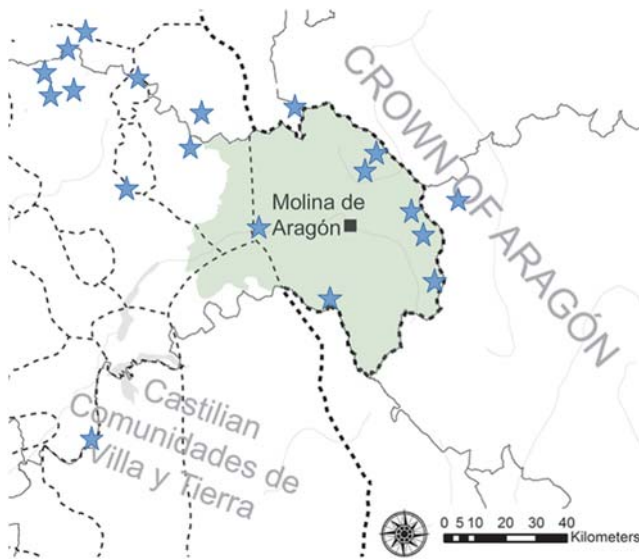 CROWN OF ARAGÓN
Molina de
Aragón
Castilian
Comunidades de
Villa y Tierra
0 5 10 20 30 40
Kilometers